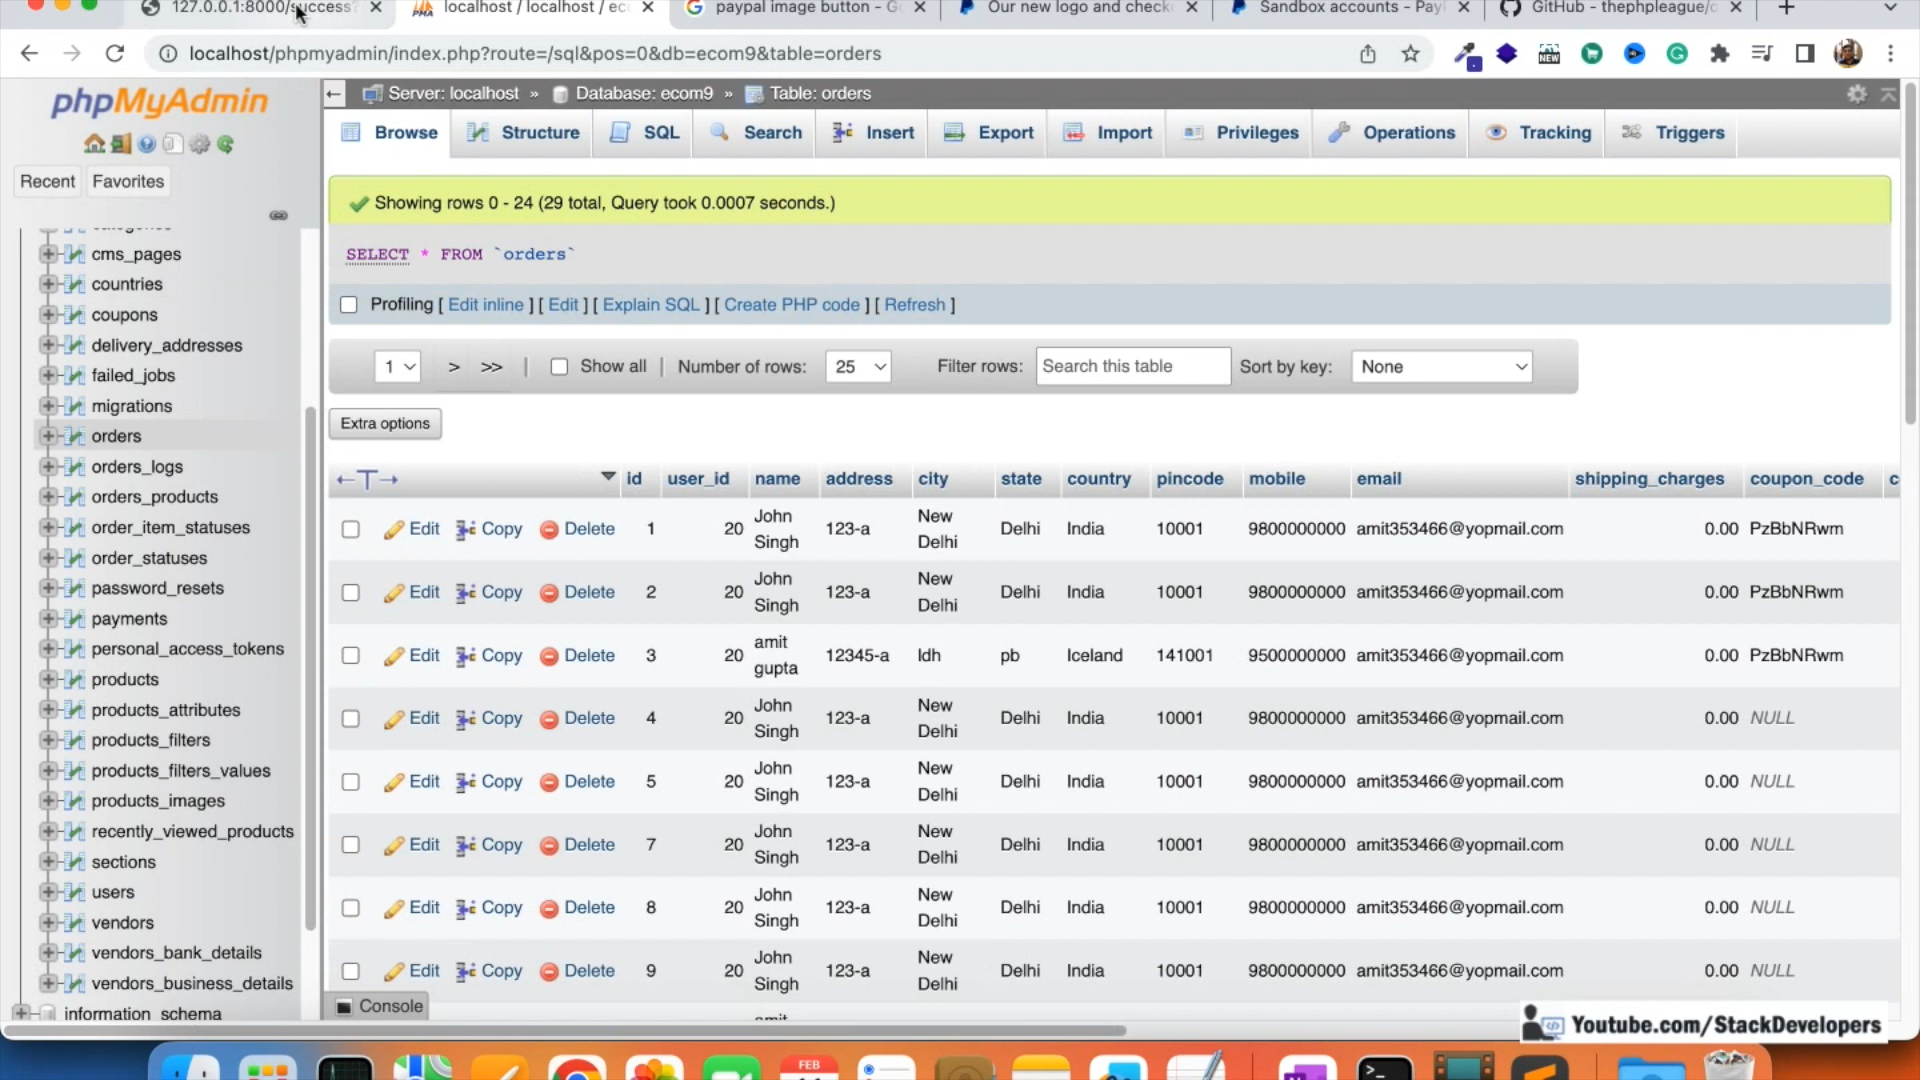 127.0.0.1:8000/success?
localhost / localhost / ec
paypal image button - G
Our new logo and check
Sandbox accounts - Pay
GitHub - thephpleague/
localhost/phpmyadmin/index.php?route=/sql&pos=0&db=ecom9&table=orders
NEW
phpMyAdmin
Recent
Favorites
cms_pages
countries
coupons
delivery_addresses
failed_jobs
migrations
orders
orders_logs
orders_products
order_item_statuses
order_statuses
password_resets
payments
personal_access_tokens
products
products_attributes
products_filters
products_filters_values
products_images
recently_viewed_products
sections
users
vendors
vendors_bank_details
vendors_business_details
information_schema
Server: localhost » Database: ecom9 » Table: orders
Browse Structure SQL Search Insert Export Import Privileges Operations Tracking Triggers
Showing rows 0 - 24 (29 total, Query took 0.0007 seconds.)
SELECT * FROM `orders`
Profiling [ Edit inline ] [ Edit ] [ Explain SQL ] [ Create PHP code ] [ Refresh ]
1 > >> | Show all | Number of rows: 25 Filter rows: Search this table Sort by key: None
Extra options
id user_id name address city state country pincode mobile email shipping_charges coupon_code c
Edit Copy Delete 1 20 John Singh 123-a New Delhi Delhi India 10001 9800000000 amit353466@yopmail.com 0.00 PzBbNRwm
Edit Copy Delete 2 20 John Singh 123-a New Delhi Delhi India 10001 9800000000 amit353466@yopmail.com 0.00 PzBbNRwm
Edit Copy Delete 3 20 amit gupta 12345-a ldh pb Iceland 141001 9500000000 amit353466@yopmail.com 0.00 PzBbNRwm
Edit Copy Delete 4 20 John Singh 123-a New Delhi Delhi India 10001 9800000000 amit353466@yopmail.com 0.00 NULL
Edit Copy Delete 5 20 John Singh 123-a New Delhi Delhi India 10001 9800000000 amit353466@yopmail.com 0.00 NULL
Edit Copy Delete 7 20 John Singh 123-a New Delhi Delhi India 10001 9800000000 amit353466@yopmail.com 0.00 NULL
Edit Copy Delete 8 20 John Singh 123-a New Delhi Delhi India 10001 9800000000 amit353466@yopmail.com 0.00 NULL
Edit Copy Delete 9 20 John Singh 123-a New Delhi Delhi India 10001 9800000000 amit353466@yopmail.com 0.00 NULL
Console
Youtube.com/StackDevelopers
FEB